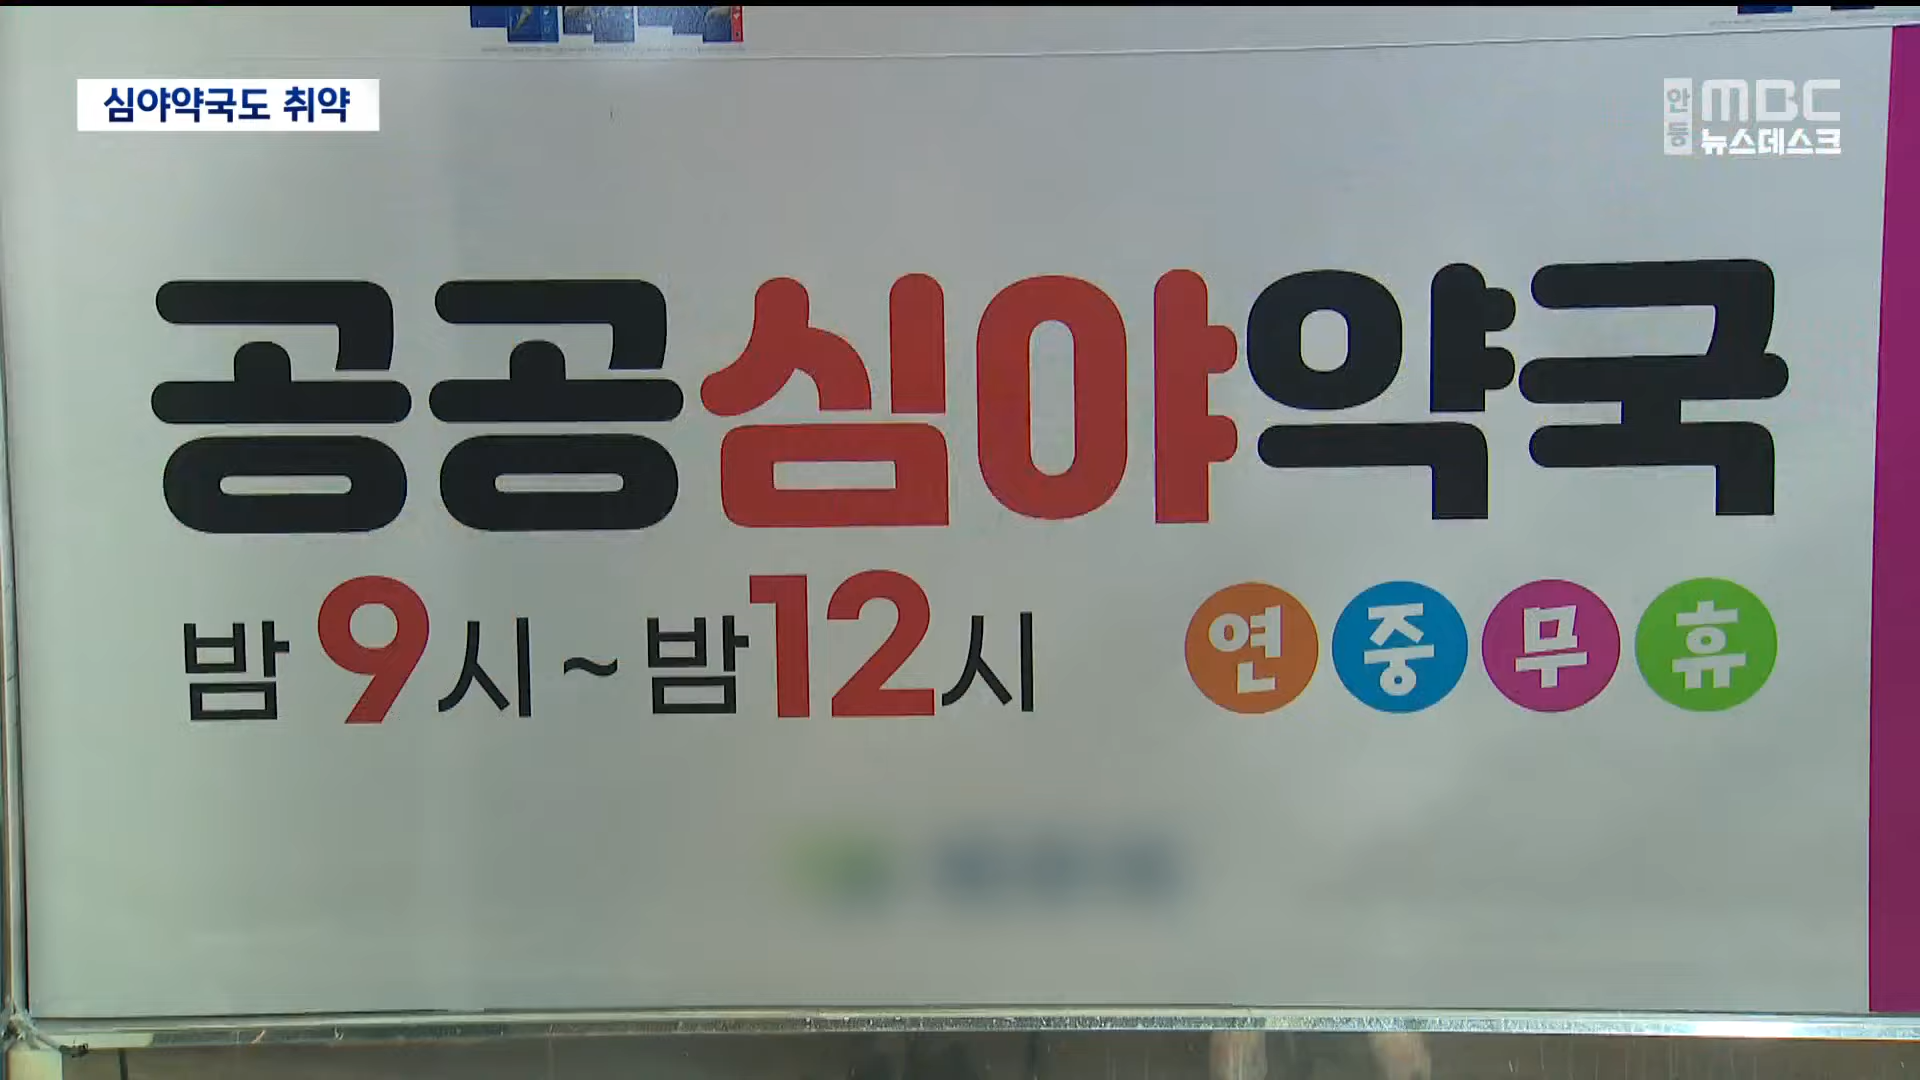 심야약국도 취약
안동 MBC
뉴스데스크
공공심야약국
밤 9시 ~ 밤 12시 연중무휴